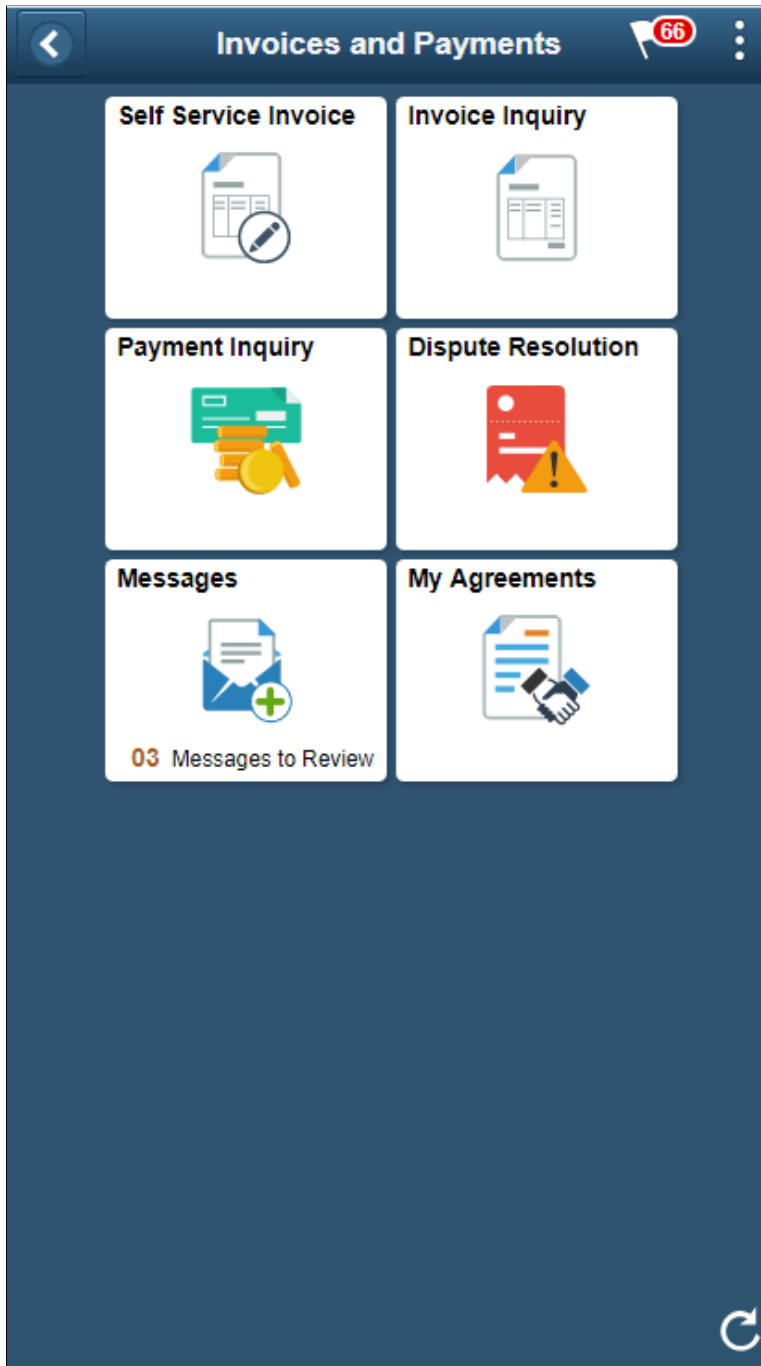 Invoices and Payments
66
Self Service Invoice
Invoice Inquiry
Payment Inquiry
Dispute Resolution
Messages
03 Messages to Review
My Agreements